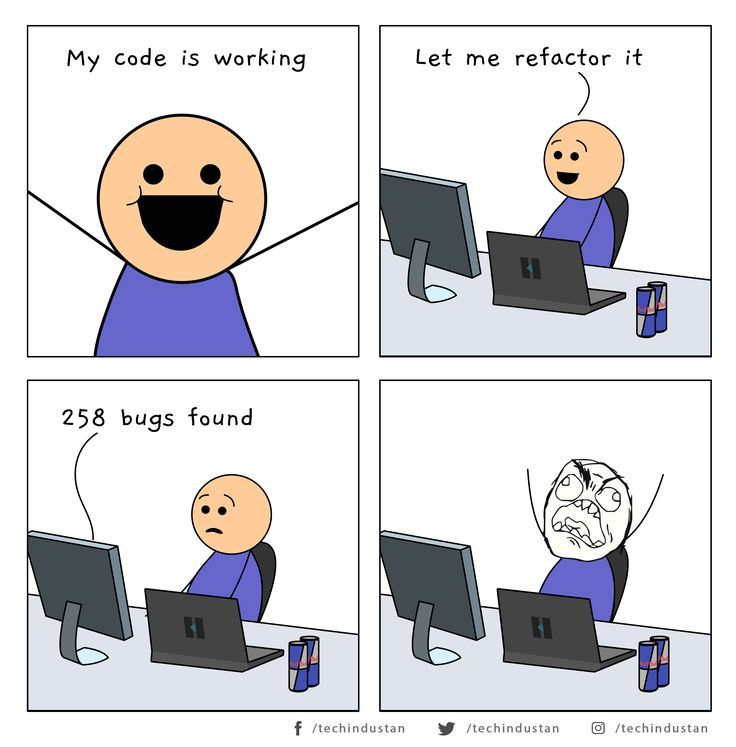 My code is working
Let me refactor it
258 bugs found
/techindustan /techindustan /techindustan